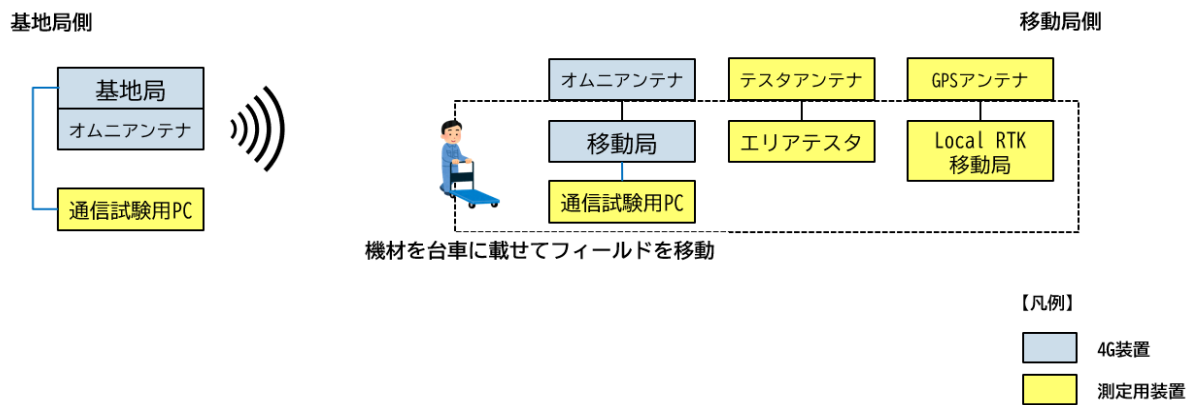 基地局側
移動局側
基地局
オムニアンテナ
通信試験用PC
オムニアンテナ
テスタアンテナ
GPSアンテナ
移動局
エリアテスタ
Local RTK
移動局
通信試験用PC
機材を台車に載せてフィールドを移動
【凡例】
4G装置
測定用装置